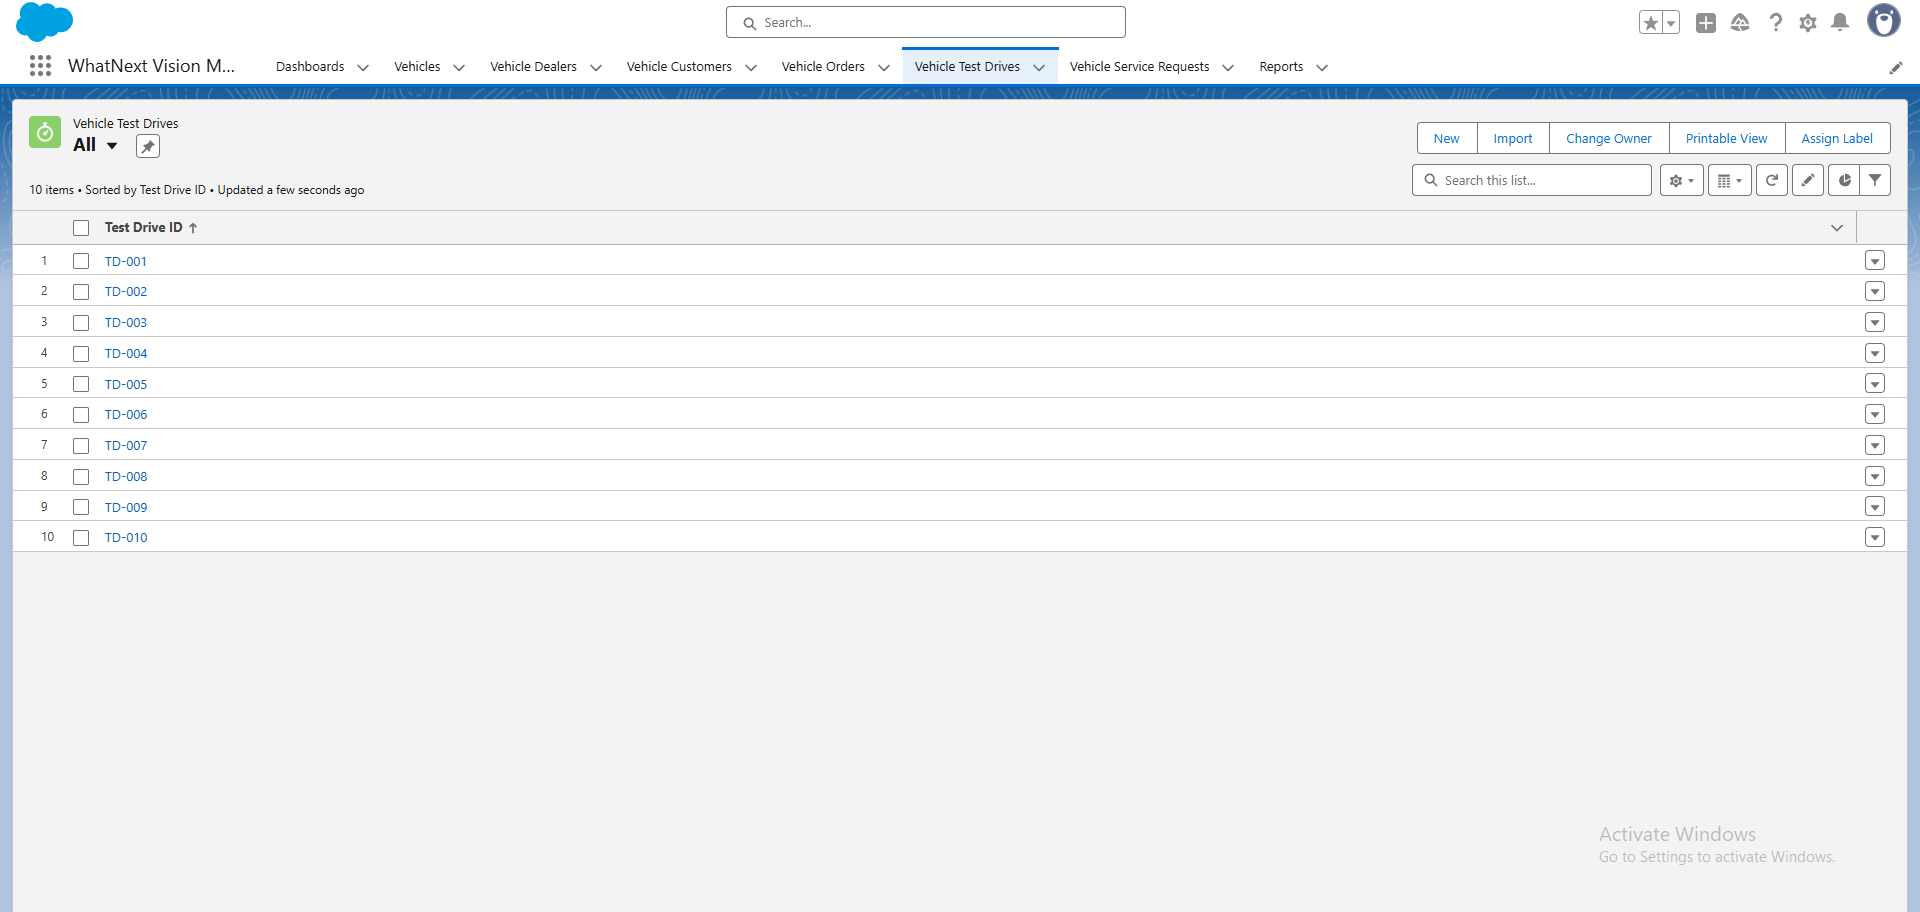 Search...
WhatNext Vision M...
Dashboards
Vehicles
Vehicle Dealers
Vehicle Customers
Vehicle Orders
Vehicle Test Drives
Vehicle Service Requests
Reports
Vehicle Test Drives
All
New
Import
Change Owner
Printable View
Assign Label
10 items • Sorted by Test Drive ID • Updated a few seconds ago
Search this list...
Test Drive ID
1 TD-001
2 TD-002
3 TD-003
4 TD-004
5 TD-005
6 TD-006
7 TD-007
8 TD-008
9 TD-009
10 TD-010
Activate Windows
Go to Settings to activate Windows.